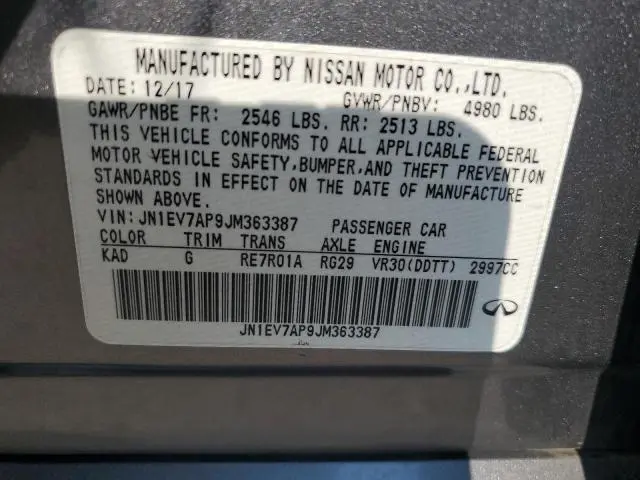 MANUFACTURED BY NISSAN MOTOR CO.,LTD.
DATE: 12/17 GVWR/PNBV: 4980 LBS.
GAWR/PNBE FR: 2546 LBS. RR: 2513 LBS.
THIS VEHICLE CONFORMS TO ALL APPLICABLE FEDERAL
MOTOR VEHICLE SAFETY,BUMPER,AND THEFT PREVENTION
STANDARDS IN EFFECT ON THE DATE OF MANUFACTURE
SHOWN ABOVE.
VIN: JN1EV7AP9JM363387 PASSENGER CAR
COLOR TRIM TRANS AXLE ENGINE
KAD G RE7R01A RG29 VR30(DDTT) 2997CC
JN1EV7AP9JM363387